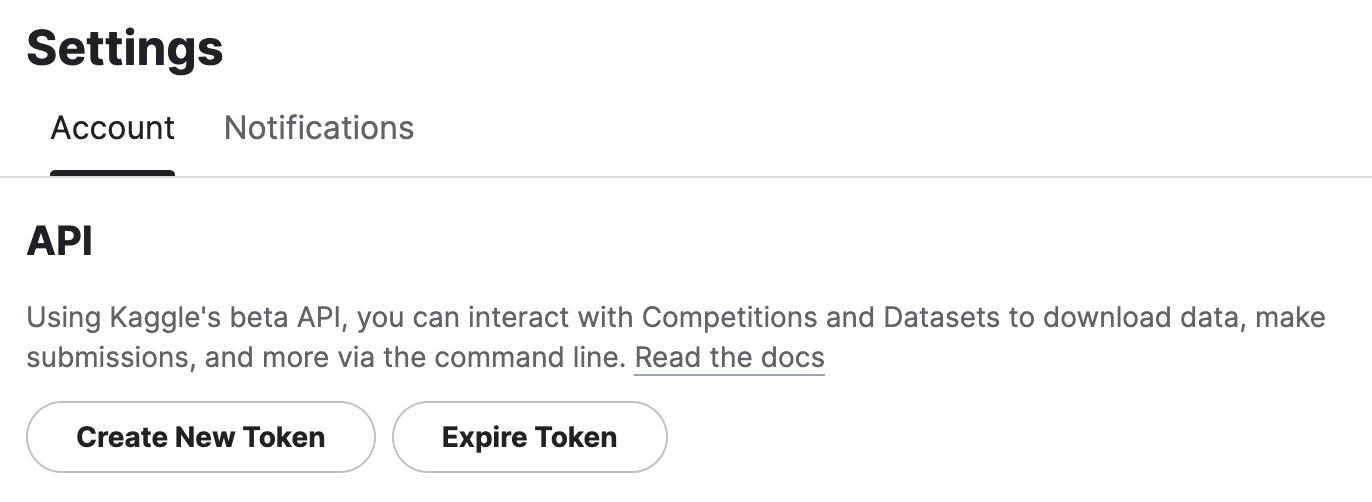 Settings
Account Notifications
API
Using Kaggle's beta API, you can interact with Competitions and Datasets to download data, make
submissions, and more via the command line. Read the docs
Create New Token Expire Token